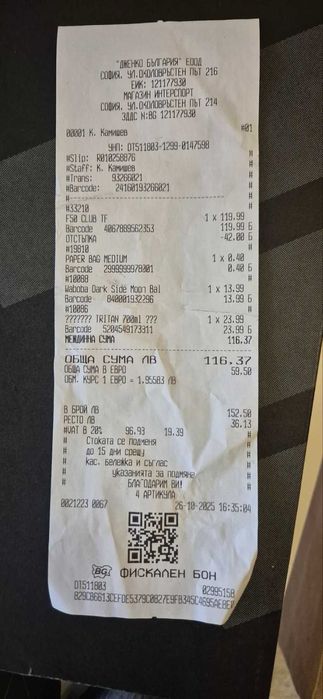 "ДЖЕНКО БЪЛГАРИЯ" ЕООД
СОФИЯ, УЛ.ОКОЛОВРЪСТЕН ПЪТ 216
ЕИК: 121177930
МАГАЗИН ИНТЕРСПОРТ
СОФИЯ, УЛ.ОКОЛОВРЪСТЕН ПЪТ 214
ЗДДС N:BG 121177930
00001 К. Камишев #01
УНП: DT511803-1299-0147598
#Slip: R010258076 #
#Staff: К. Камишев #
#Trans: 93266021 #
#Barcode: 24160193266021 #
#---------------------------------- #
#33210
F50 CLUB TF 1 x 119.99
Barcode 4067889562353 119.99 Б
ОТСТЪПКА -42.00 Б
#19810 #
PAPER BAG MEDIUM 1 x 0.40
Barcode 2999999978001 0.40 Б
#10088 #
Waboba Dark Side Moon Bal 1 x 13.99
Barcode 840001932296 13.99 Б
#10086 #
??????? TRITAN 700ml ??? 1 x 23.99
Barcode 5204549173311 23.99 Б
МЕЖДИННА СУМА 116.37
ОБЩА СУМА ЛВ 116.37
ОБЩА СУМА В ЕВРО 59.50
ОБМ. КУРС 1 ЕВРО = 1.95583 ЛВ
В БРОЙ ЛВ 152.50
РЕСТО ЛВ 36.13
#VAT B 20% 96.93 19.39 #
# Стоката се подменя #
# до 15 дни срещу #
# кас. бележка и съглас #
# указанията за подмяна #
# БЛАГОДАРИМ ВИ! #
4 АРТИКУЛА
0021223 0067 26-10-2025 16:35:04
BG ФИСКАЛЕН БОН
DT511803 02995158